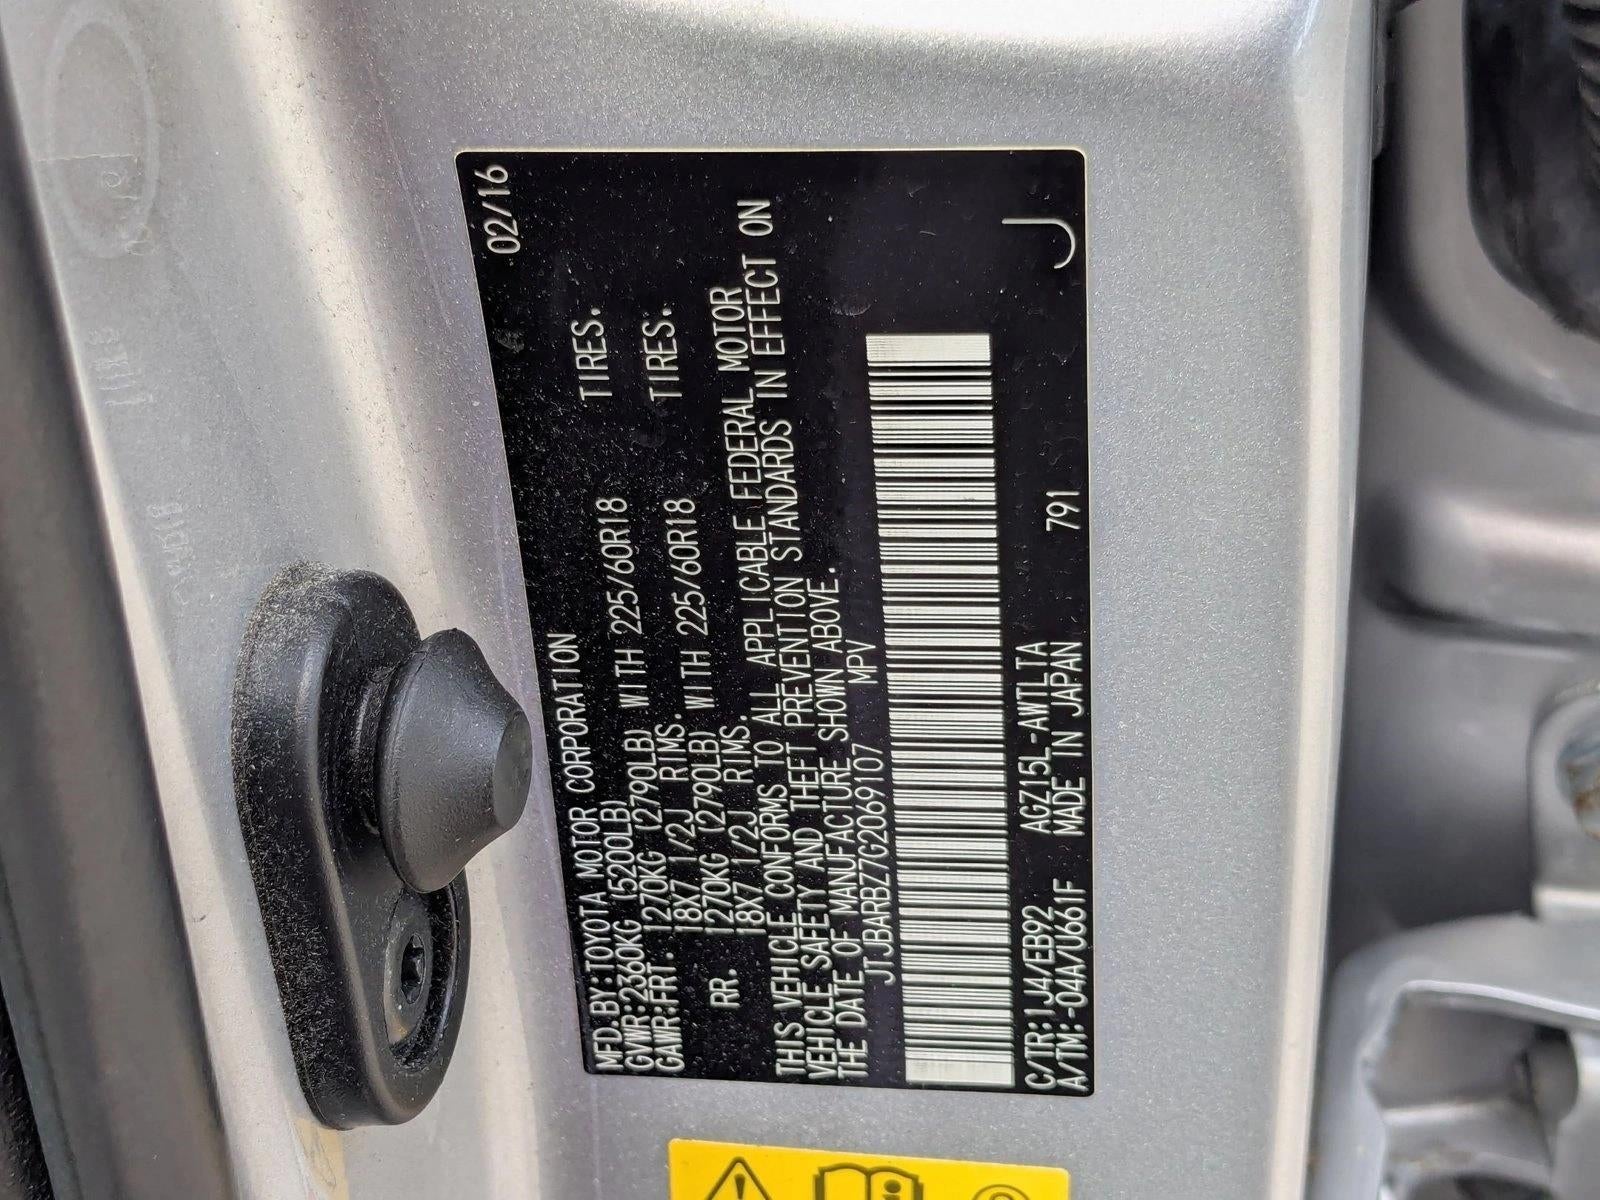 MFD.BY:TOYOTA MOTOR CORPORATION 02/16
GVWR:2360KG (5200LB)
GAWR:FRT. 1270KG (2790LB) WITH 225/60R18 TIRES.
18X7 1/2J RIMS.
RR. 1270KG (2790LB) WITH 225/60R18 TIRES.
18X7 1/2J RIMS.
THIS VEHICLE CONFORMS TO ALL APPLICABLE FEDERAL MOTOR
VEHICLE SAFETY AND THEFT PREVENTION STANDARDS IN EFFECT ON
THE DATE OF MANUFACTURE SHOWN ABOVE.
JTJBARBZ7G2069107 MPV
C/TR:1J4/EB92 AGZ15L-AWTLTA 791
A/TM:-04A/U661F MADE IN JAPAN J